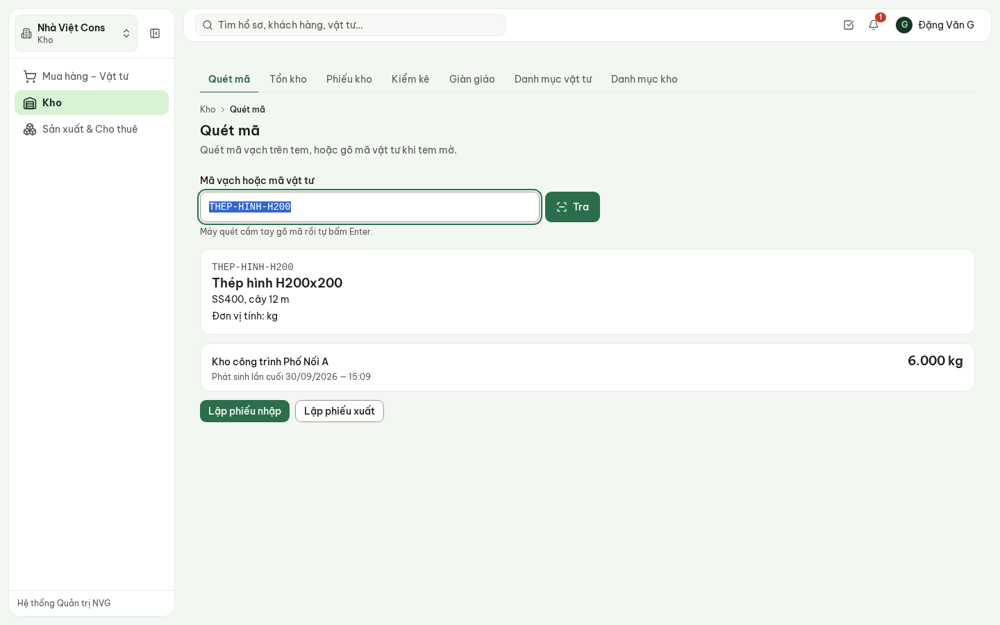 Nhà Việt Cons
Kho
Tìm hồ sơ, khách hàng, vật tư...
1
G
Đặng Văn G
Mua hàng – Vật tư
Kho
Sản xuất & Cho thuê
Hệ thống Quản trị NVG
Quét mã
Tồn kho
Phiếu kho
Kiểm kê
Giàn giáo
Danh mục vật tư
Danh mục kho
Kho > Quét mã
Quét mã
Quét mã vạch trên tem, hoặc gõ mã vật tư khi tem mờ.
Mã vạch hoặc mã vật tư
THEP-HINH-H200
Tra
Máy quét cầm tay gõ mã rồi tự bấm Enter.
THEP-HINH-H200
Thép hình H200x200
SS400, cây 12 m
Đơn vị tính: kg
Kho công trình Phố Nối A
6.000 kg
Phát sinh lần cuối 30/09/2026 — 15:09
Lập phiếu nhập
Lập phiếu xuất